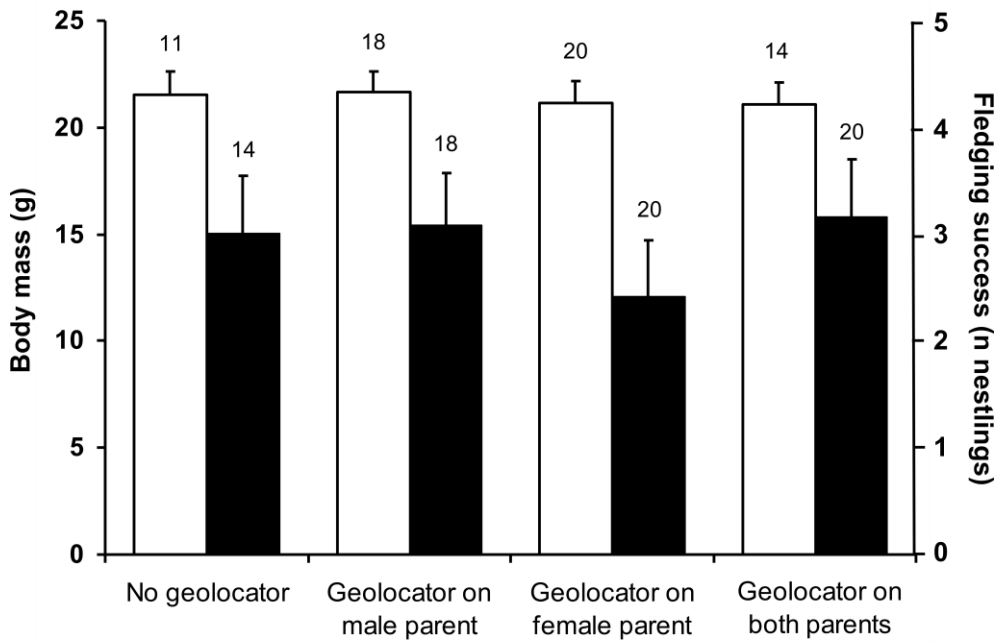 25
20
15
10
5
0
Body mass (g)
11
14
18
18
20
20
14
20
5
4
3
2
1
0
Fledging success (n nestlings)
No geolocator
Geolocator on
male parent
Geolocator on
female parent
Geolocator on
both parents